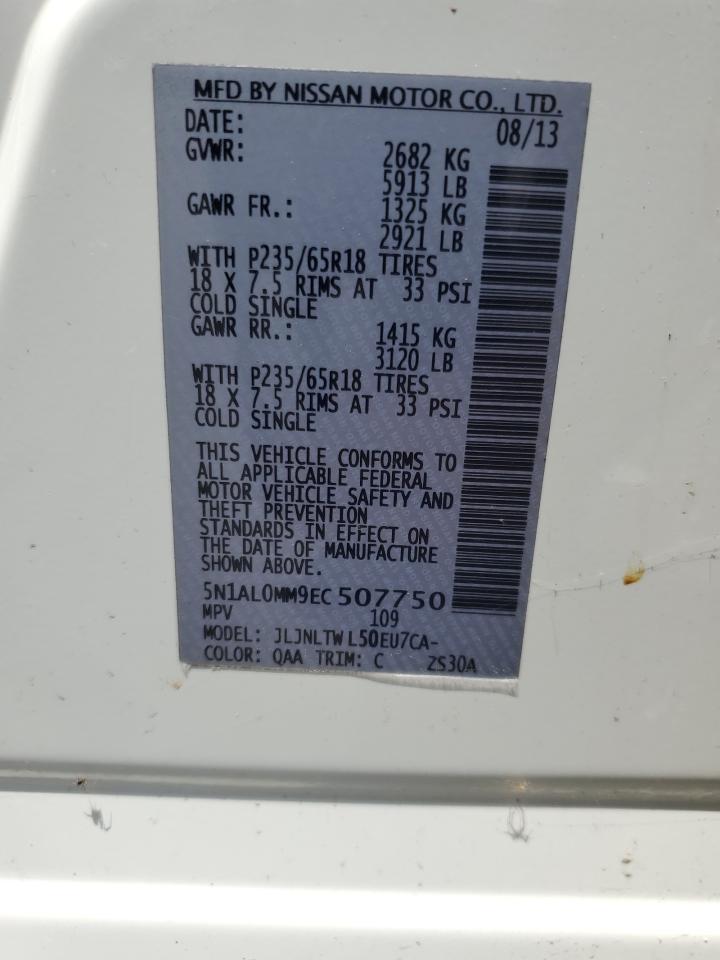 MFD BY NISSAN MOTOR CO., LTD.
DATE: 08/13
GVWR: 2682 KG
5913 LB
GAWR FR.: 1325 KG
2921 LB
WITH P235/65R18 TIRES
18 X 7.5 RIMS AT 33 PSI
COLD SINGLE
GAWR RR.: 1415 KG
3120 LB
WITH P235/65R18 TIRES
18 X 7.5 RIMS AT 33 PSI
COLD SINGLE
THIS VEHICLE CONFORMS TO
ALL APPLICABLE FEDERAL
MOTOR VEHICLE SAFETY AND
THEFT PREVENTION
STANDARDS IN EFFECT ON
THE DATE OF MANUFACTURE
SHOWN ABOVE.
5N1AL0MM9EC507750
MPV 109
MODEL: JLJNLTW L50EU7CA-
COLOR: QAA TRIM: C ZS30A